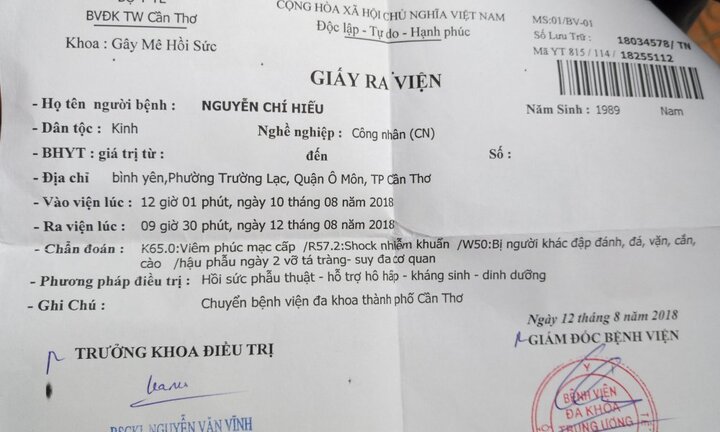 BỘ Y TẾ
BVĐK TW Cần Thơ
Khoa : Gây Mê Hồi Sức
CỘNG HÒA XÃ HỘI CHỦ NGHĨA VIỆT NAM
Độc lập - Tự do - Hạnh phúc
MS:01/BV-01
Số Lưu Trữ : 18034578/ TN
Mã YT 815 / 114 / 18255112
GIẤY RA VIỆN
- Họ tên người bệnh : NGUYỄN CHÍ HIẾU
Năm Sinh : 1989 Nam
- Dân tộc : Kinh Nghề nghiệp : Công nhân (CN)
- BHYT : giá trị từ : đến Số :
- Địa chỉ bình yên,Phường Trường Lạc, Quận Ô Môn, TP Cần Thơ
- Vào viện lúc : 12 giờ 01 phút, ngày 10 tháng 08 năm 2018
- Ra viện lúc : 09 giờ 30 phút, ngày 12 tháng 08 năm 2018
- Chẩn đoán : K65.0:Viêm phúc mạc cấp /R57.2:Shock nhiễm khuẩn /W50:Bị người khác đập đánh, đá, vặn, cắn,
cào /hậu phẫu ngày 2 vỡ tá tràng- suy đa cơ quan
- Phương pháp điều trị : Hồi sức phẫu thuật - hỗ trợ hô hấp - kháng sinh - dinh dưỡng
- Ghi Chú : Chuyển bệnh viện đa khoa thành phố Cần Thơ
Ngày 12 tháng 8 năm 2018
TRƯỞNG KHOA ĐIỀU TRỊ
GIÁM ĐỐC BỆNH VIỆN
BSCKI. NGUYỄN VĂN VĨNH
BỆNH VIỆN
ĐA KHOA
TRUNG ƯƠNG